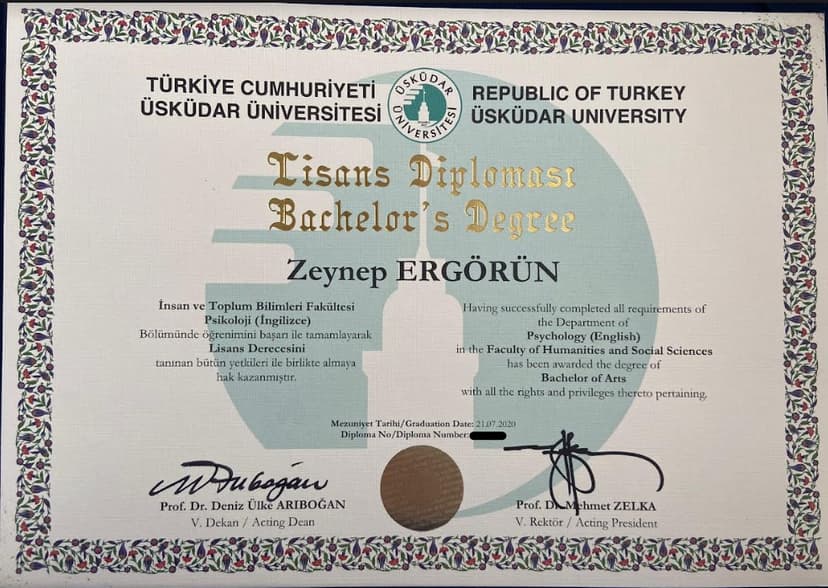 TÜRKİYE CUMHURİYETİ
ÜSKÜDAR ÜNİVERSİTESİ
ÜSKÜDAR
ÜNİVERSİTESİ
REPUBLIC OF TURKEY
ÜSKÜDAR UNIVERSITY
Lisans Diploması
Bachelor's Degree
Zeynep ERGÖRÜN
İnsan ve Toplum Bilimleri Fakültesi
Psikoloji (İngilizce)
Bölümünde öğrenimini başarı ile tamamlayarak
Lisans Derecesini
tanınan bütün yetkileri ile birlikte almaya
hak kazanmıştır.
Having successfully completed all requirements of
the Department of
Psychology (English)
in the Faculty of Humanities and Social Sciences
has been awarded the degree of
Bachelor of Arts
with all the rights and privileges thereto pertaining.
Mezuniyet Tarihi/Graduation Date: 21.07.2020
Diploma No/Diploma Number:
Prof. Dr. Deniz Ülke ARIBOĞAN
V. Dekan / Acting Dean
Prof. Dr. Mehmet ZELKA
V. Rektör / Acting President